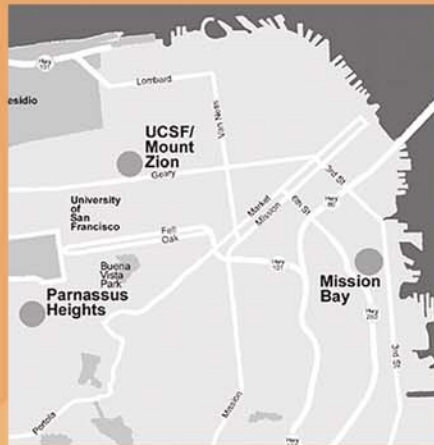 Hwy
101
Lombard
esidio
Van Ness
UCSF/
Mount
Zion
Geary
3rd St
University
of
San
Francisco
Market
Mission
6th St
Hwy
80
Fell
Oak
Buena
Vista
Park
Hwy
101
Mission
Bay
Parnassus
Heights
Hwy
280
3rd St.
Portola
Mission
Hwy